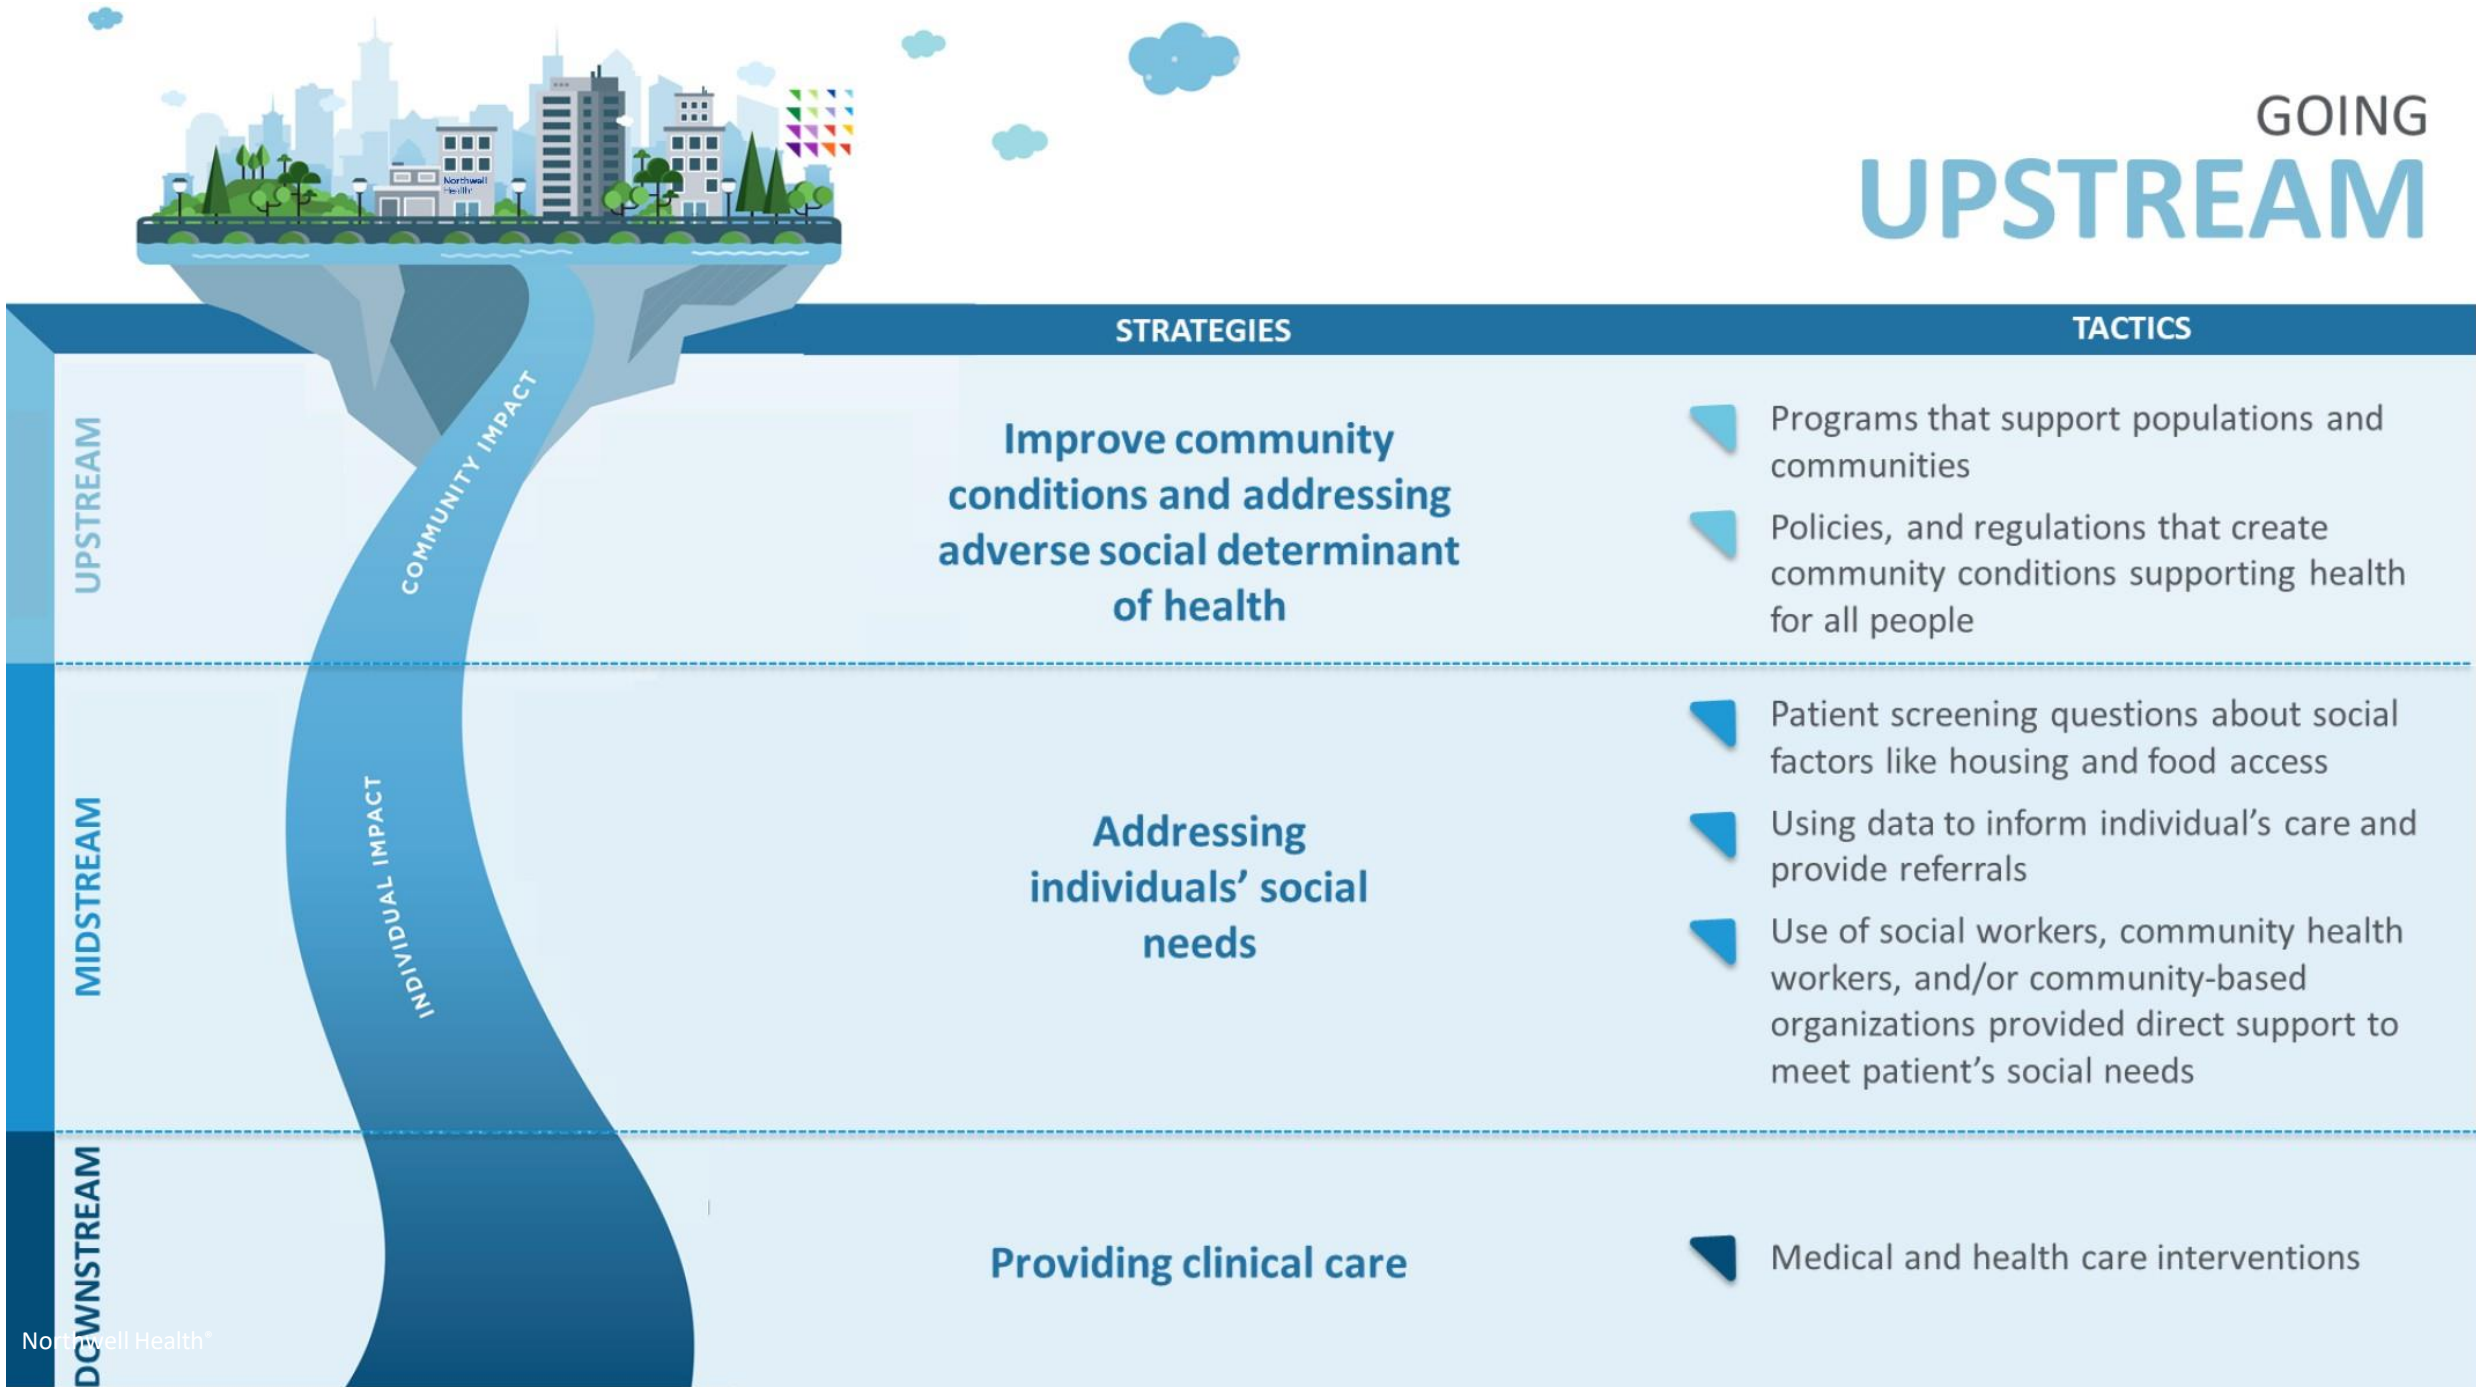 GOING
UPSTREAM
Northwell
Health
STRATEGIES
TACTICS
UPSTREAM
COMMUNITY IMPACT
Improve community
conditions and addressing
adverse social determinant
of health
Programs that support populations and
communities
Policies, and regulations that create
community conditions supporting health
for all people
MIDSTREAM
INDIVIDUAL IMPACT
Addressing
individuals’ social
needs
Patient screening questions about social
factors like housing and food access
Using data to inform individual’s care and
provide referrals
Use of social workers, community health
workers, and/or community-based
organizations provided direct support to
meet patient’s social needs
DOWNSTREAM
Providing clinical care
Medical and health care interventions
Northwell Health®